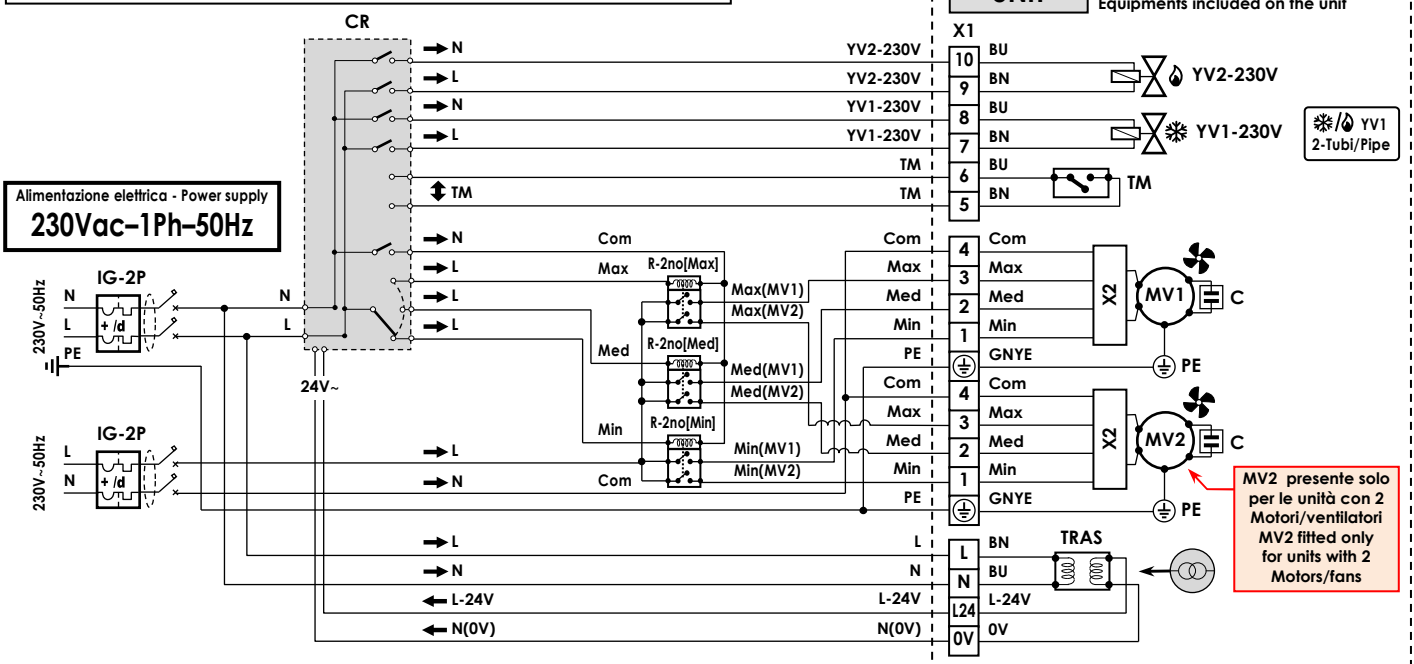 Equipments included on the unit
CR
X1
N
YV2-230V
10
BU
L
YV2-230V
9
BN
YV2-230V
N
YV1-230V
8
BU
L
YV1-230V
7
BN
YV1-230V
YV1
2-Tubi/Pipe
TM
6
BU
TM
TM
5
BN
TM
Alimentazione elettrica - Power supply
230Vac–1Ph–50Hz
N
Com
Com
4
Com
L
Max
R-2no[Max]
Max(MV1)
Max(MV2)
Max
3
Max
L
Med
2
Med
L
Min
1
Min
X2
MV1
C
PE
GNYE
PE
IG-2P
230V~50Hz
N
L
+ /d
PE
N
L
24V~
Med
R-2no[Med]
Med(MV1)
Med(MV2)
Min
R-2no[Min]
Min(MV1)
Min(MV2)
Com
Com
4
Com
Max
3
Max
Med
2
Med
Min
1
Min
X2
MV2
C
PE
GNYE
PE
IG-2P
230V~50Hz
L
N
+ /d
L
N
MV2 presente solo
per le unità con 2
Motori/ventilatori
MV2 fitted only
for units with 2
Motors/fans
L
L
L
BN
TRAS
N
N
N
BU
L-24V
L-24V
L24
L-24V
N(0V)
N(0V)
0V
0V